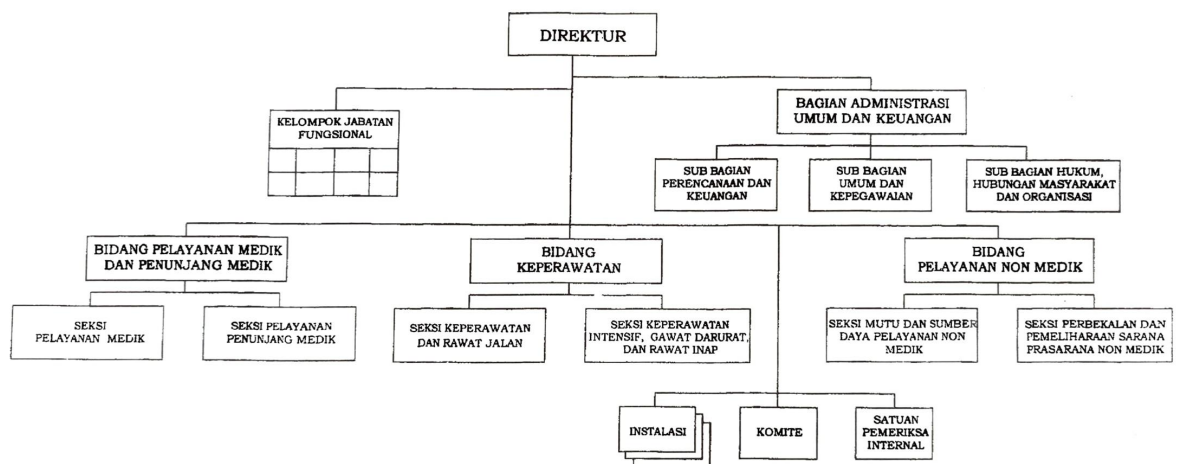 DIREKTUR
KELOMPOK JABATAN
FUNGSIONAL
BAGIAN ADMINISTRASI
UMUM DAN KEUANGAN
SUB BAGIAN
PERENCANAAN DAN
KEUANGAN
SUB BAGIAN
UMUM DAN
KEPEGAWAIAN
SUB BAGIAN HUKUM,
HUBUNGAN MASYARAKAT
DAN ORGANISASI
BIDANG PELAYANAN MEDIK
DAN PENUNJANG MEDIK
BIDANG
KEPERAWATAN
BIDANG
PELAYANAN NON MEDIK
SEKSI
PELAYANAN MEDIK
SEKSI PELAYANAN
PENUNJANG MEDIK
SEKSI KEPERAWATAN
DAN RAWAT JALAN
SEKSI KEPERAWATAN
INTENSIF, GAWAT DARURAT,
DAN RAWAT INAP
SEKSI MUTU DAN SUMBER
DAYA PELAYANAN NON
MEDIK
SEKSI PERBEKALAN DAN
PEMELIHARAAN SARANA
PRASARANA NON MEDIK
INSTALASI
KOMITE
SATUAN
PEMERIKSA
INTERNAL